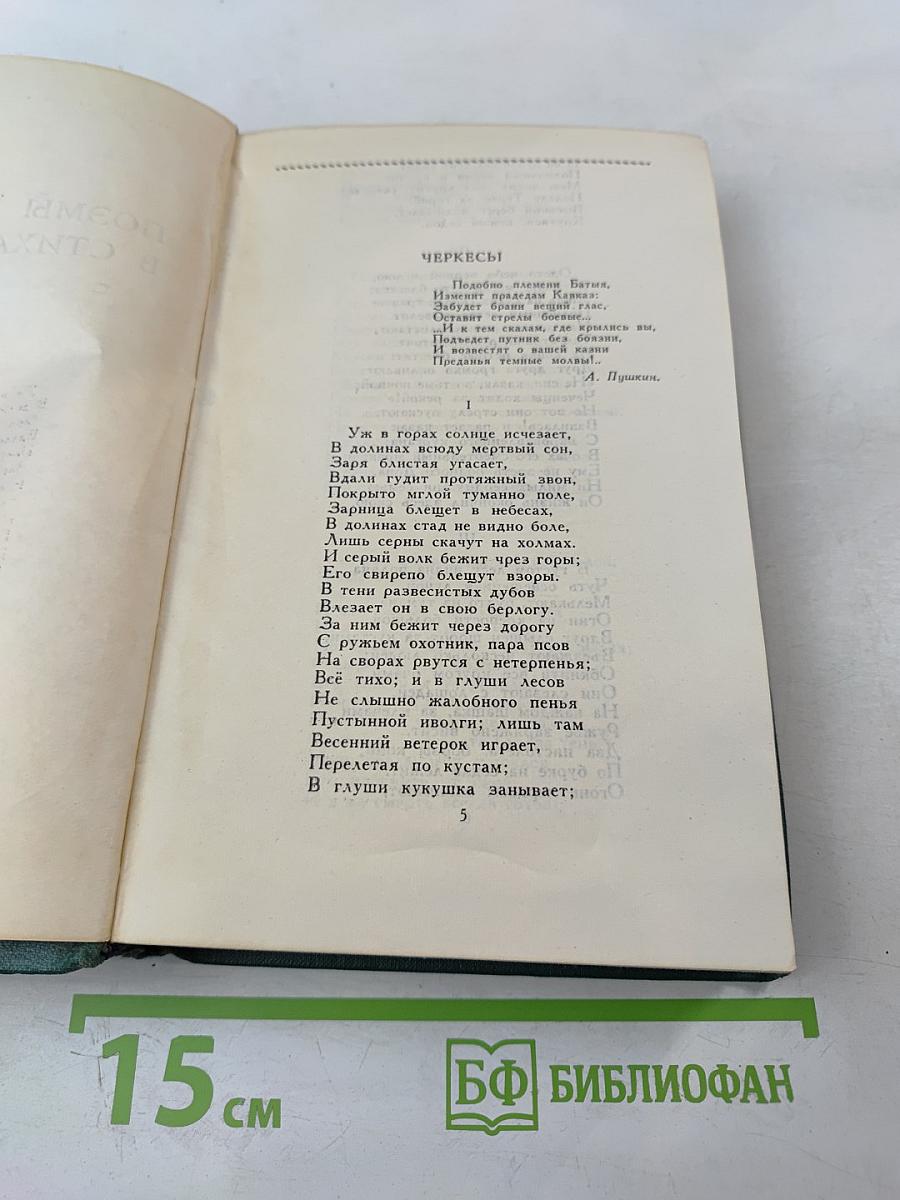 ЧЕРКЕСЫ
Подобно племени Батыя,
Изменит прадедам Кавказ:
Забудет брани вещий глас,
Оставит стрелы боевые...
...И к тем скалам, где крылись вы,
Подъедет путник без боязни,
И возвестят о вашей казни
Преданья темные молвы!..
А. Пушкин.
I
Уж в горах солнце исчезает,
В долинах всюду мертвый сон,
Заря блистая угасает,
Вдали гудит протяжный звон,
Покрыто мглой туманно поле,
Зарница блещет в небесах,
В долинах стад не видно боле,
Лишь серны скачут на холмах.
И серый волк бежит чрез горы;
Его свирепо блещут взоры.
В тени развесистых дубов
Влезает он в свою берлогу.
За ним бежит через дорогу
С ружьем охотник, пара псов
На сворах рвутся с нетерпенья;
Всё тихо; и в глуши лесов
Не слышно жалобного пенья
Пустынной иволги; лишь там
Весенний ветерок играет,
Перелетая по кустам;
В глуши кукушка занывает;
5
15 см
БФ БИБЛИОФАН